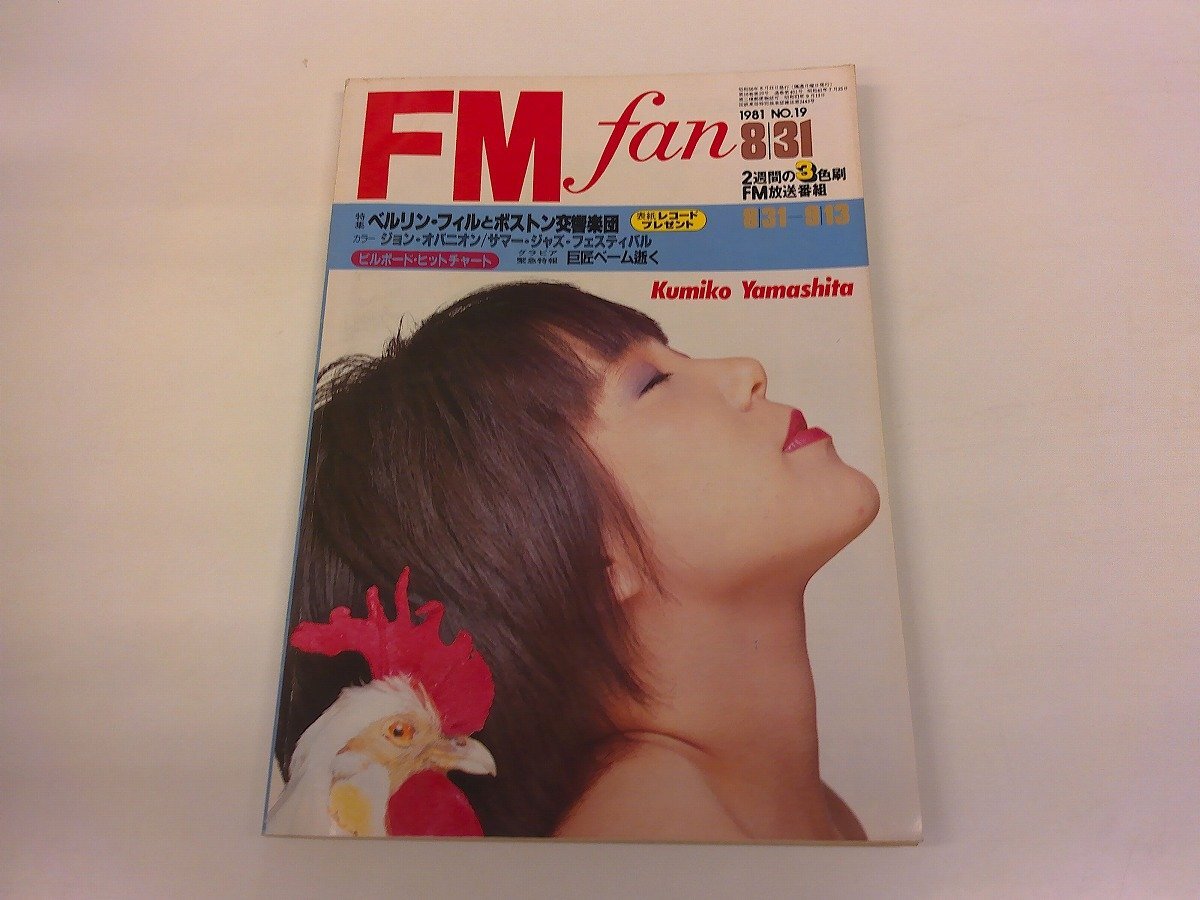 FM fan
1981 NO.19
8|31
2週間の3色刷
FM放送番組
8|31—9|13
特集 ベルリン・フィルとボストン交響楽団
表紙レコード
プレゼント
カラー ジョン・オバニオン/サマー・ジャズ・フェスティバル
ビルボード・ヒットチャート
グラビア
緊急特報 巨匠ベーム逝く
Kumiko Yamashita